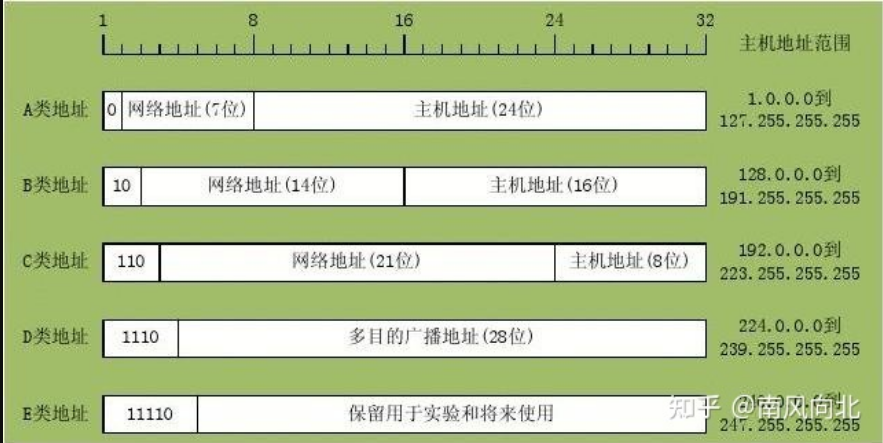 1 8 16 24 32
主机地址范围
A类地址 0 网络地址(7位) 主机地址(24位) 1.0.0.0到
127.255.255.255
B类地址 10 网络地址(14位) 主机地址(16位) 128.0.0.0到
191.255.255.255
C类地址 110 网络地址(21位) 主机地址(8位) 192.0.0.0到
223.255.255.255
D类地址 1110 多目的广播地址(28位) 224.0.0.0到
239.255.255.255
E类地址 11110 保留用于实验和将来使用
247.255.255.255
知乎 @南风向北